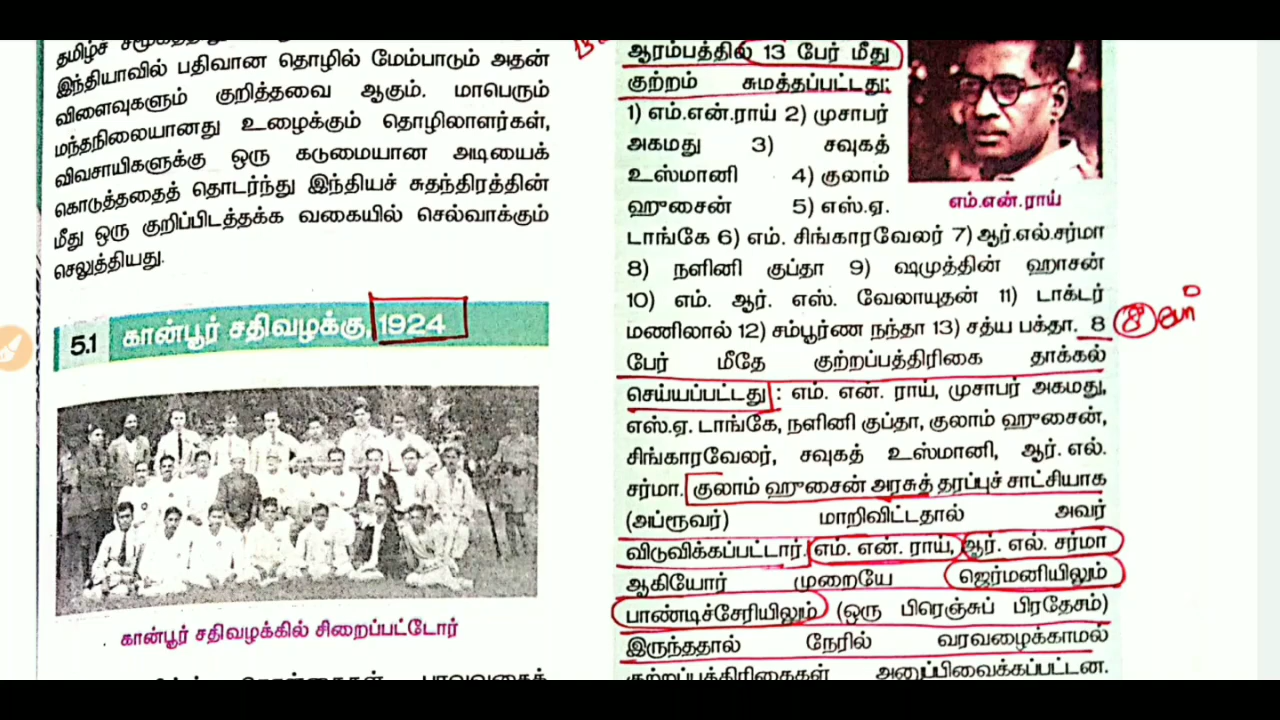 இந்தியாவில் பதிவான தொழில் மேம்பாடும் அதன்
விளைவுகளும் குறித்தவை ஆகும். மாபெரும்
மந்தநிலையானது உழைக்கும் தொழிலாளர்கள்,
விவசாயிகளுக்கு ஒரு கடுமையான அடியைக்
கொடுத்ததைத் தொடர்ந்து இந்தியச் சுதந்திரத்தின்
மீது ஒரு குறிப்பிடத்தக்க வகையில் செல்வாக்கும்
செலுத்தியது.
5.1 கான்பூர் சதிவழக்கு, 1924
கான்பூர் சதிவழக்கில் சிறைப்பட்டோர்
ஆரம்பத்தில் 13 பேர் மீது
குற்றம் சுமத்தப்பட்டது:
1) எம்.என்.ராய் 2) முசாபர்
அகமது 3) சவுகத்
உஸ்மானி 4) குலாம்
ஹுசைன் 5) எஸ்.ஏ.
எம்.என்.ராய்
டாங்கே 6) எம். சிங்காரவேலர் 7) ஆர்.எல்.சர்மா
8) நளினி குப்தா 9) ஷமுத்தின் ஹாசன்
10) எம். ஆர். எஸ். வேலாயுதன் 11) டாக்டர்
மணிலால் 12) சம்பூர்ண நந்தா 13) சத்ய பக்தா. 8
8 பேர்
பேர் மீதே குற்றப்பத்திரிகை தாக்கல்
செய்யப்பட்டது : எம். என். ராய், முசாபர் அகமது,
எஸ்.ஏ. டாங்கே, நளினி குப்தா, குலாம் ஹுசைன்,
சிங்காரவேலர், சவுகத் உஸ்மானி, ஆர். எல்.
சர்மா. குலாம் ஹுசைன் அரசுத் தரப்புச் சாட்சியாக
(அப்ரூவர்) மாறிவிட்டதால் அவர்
விடுவிக்கப்பட்டார். எம். என். ராய், ஆர். எல். சர்மா
ஆகியோர் முறையே ஜெர்மனியிலும்
பாண்டிச்சேரியிலும் (ஒரு பிரெஞ்சுப் பிரதேசம்)
இருந்ததால் நேரில் வரவழைக்காமல்
குற்றப்பத்திரிகைகள் அனுப்பிவைக்கப்பட்டன.